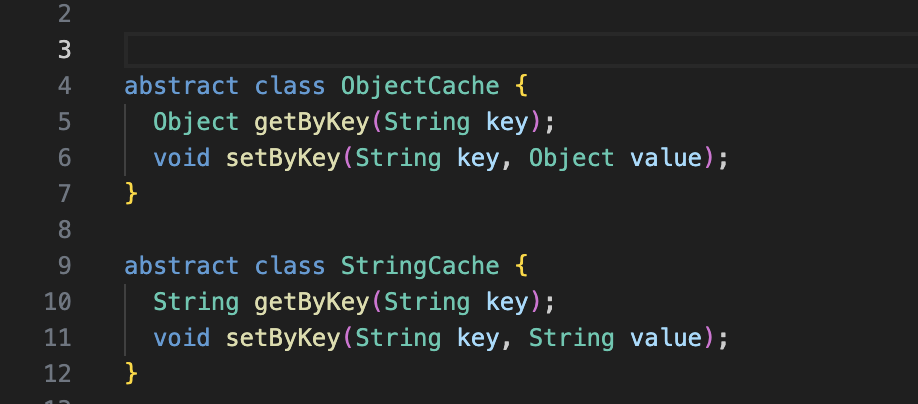 2
3
4 abstract class ObjectCache {
5 Object getByKey(String key);
6 void setByKey(String key, Object value);
7 }
8
9 abstract class StringCache {
10 String getByKey(String key);
11 void setByKey(String key, String value);
12 }